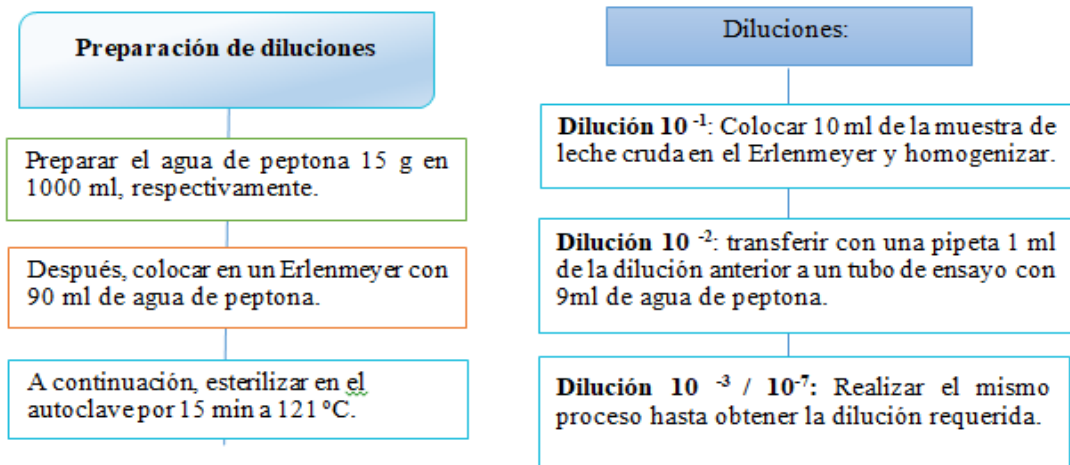 Preparación de diluciones
Preparar el agua de peptona 15 g en
1000 ml, respectivamente.
Después, colocar en un Erlenmeyer con
90 ml de agua de peptona.
A continuación, esterilizar en el
autoclave por 15 min a 121 ºC.
Diluciones:
Dilución 10 ⁻¹: Colocar 10 ml de la muestra de
leche cruda en el Erlenmeyer y homogenizar.
Dilución 10 ⁻²: transferir con una pipeta 1 ml
de la dilución anterior a un tubo de ensayo con
9ml de agua de peptona.
Dilución 10 ⁻³ / 10⁻⁷: Realizar el mismo
proceso hasta obtener la dilución requerida.